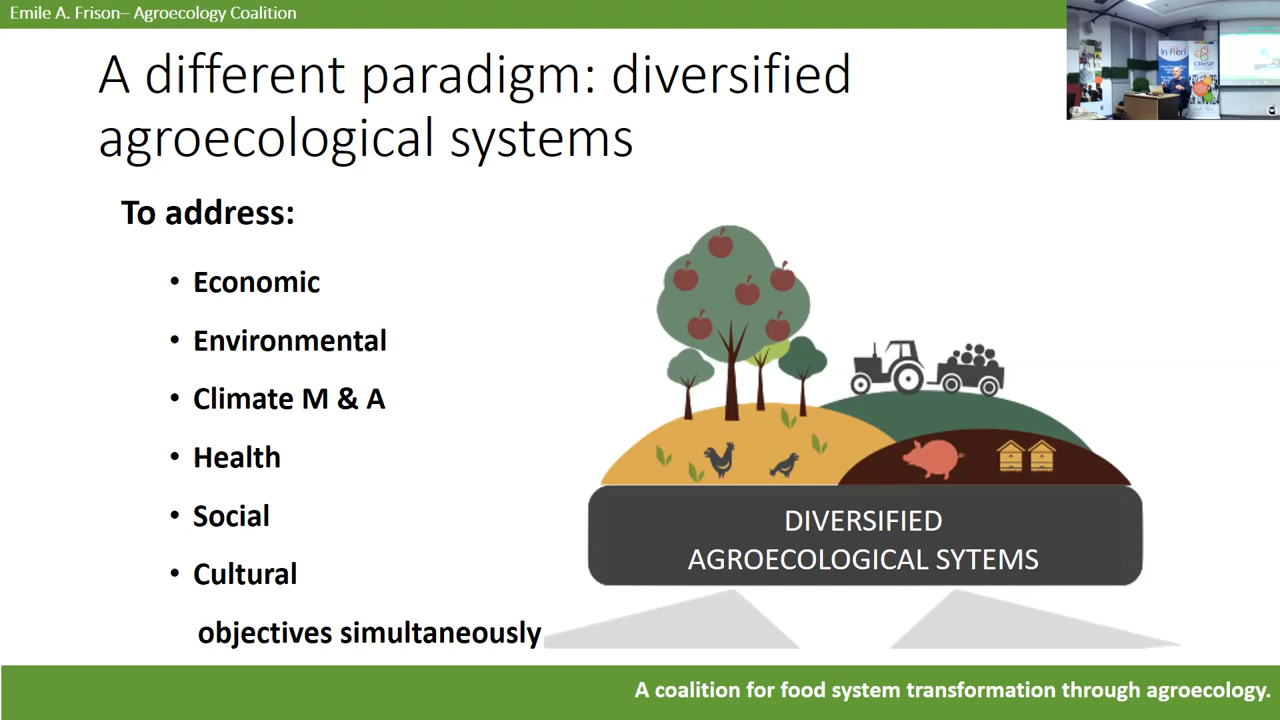 Emile A. Frison– Agroecology Coalition
A different paradigm: diversified
agroecological systems
To address:
• Economic
• Environmental
• Climate M & A
• Health
• Social
• Cultural
objectives simultaneously
DIVERSIFIED
AGROECOLOGICAL SYTEMS
A coalition for food system transformation through agroecology.